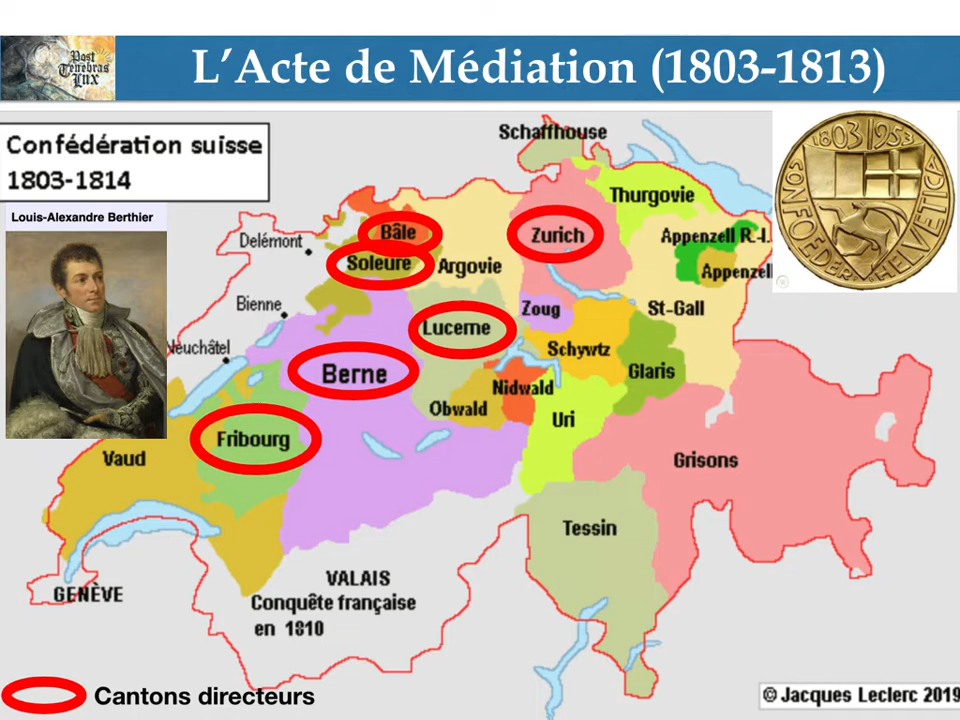 Post
Tenebras
Lux
L'Acte de Médiation (1803-1813)
Confédération suisse
1803-1814
Louis-Alexandre Berthier
Schaffhouse
1803 1953
CONFOEDERATIO HELVETICA
Thurgovie
Delémont
Bâle
Zurich
Appenzell R.-I.
Soleure
Argovie
Appenzell
Bienne
Zoug
St-Gall
Lucerne
Neuchâtel
Schwytz
Berne
Glaris
Nidwald
Obwald
Uri
Fribourg
Vaud
Grisons
Tessin
VALAIS
GENÈVE
Conquête française
en 1810
Cantons directeurs
© Jacques Leclerc 2019